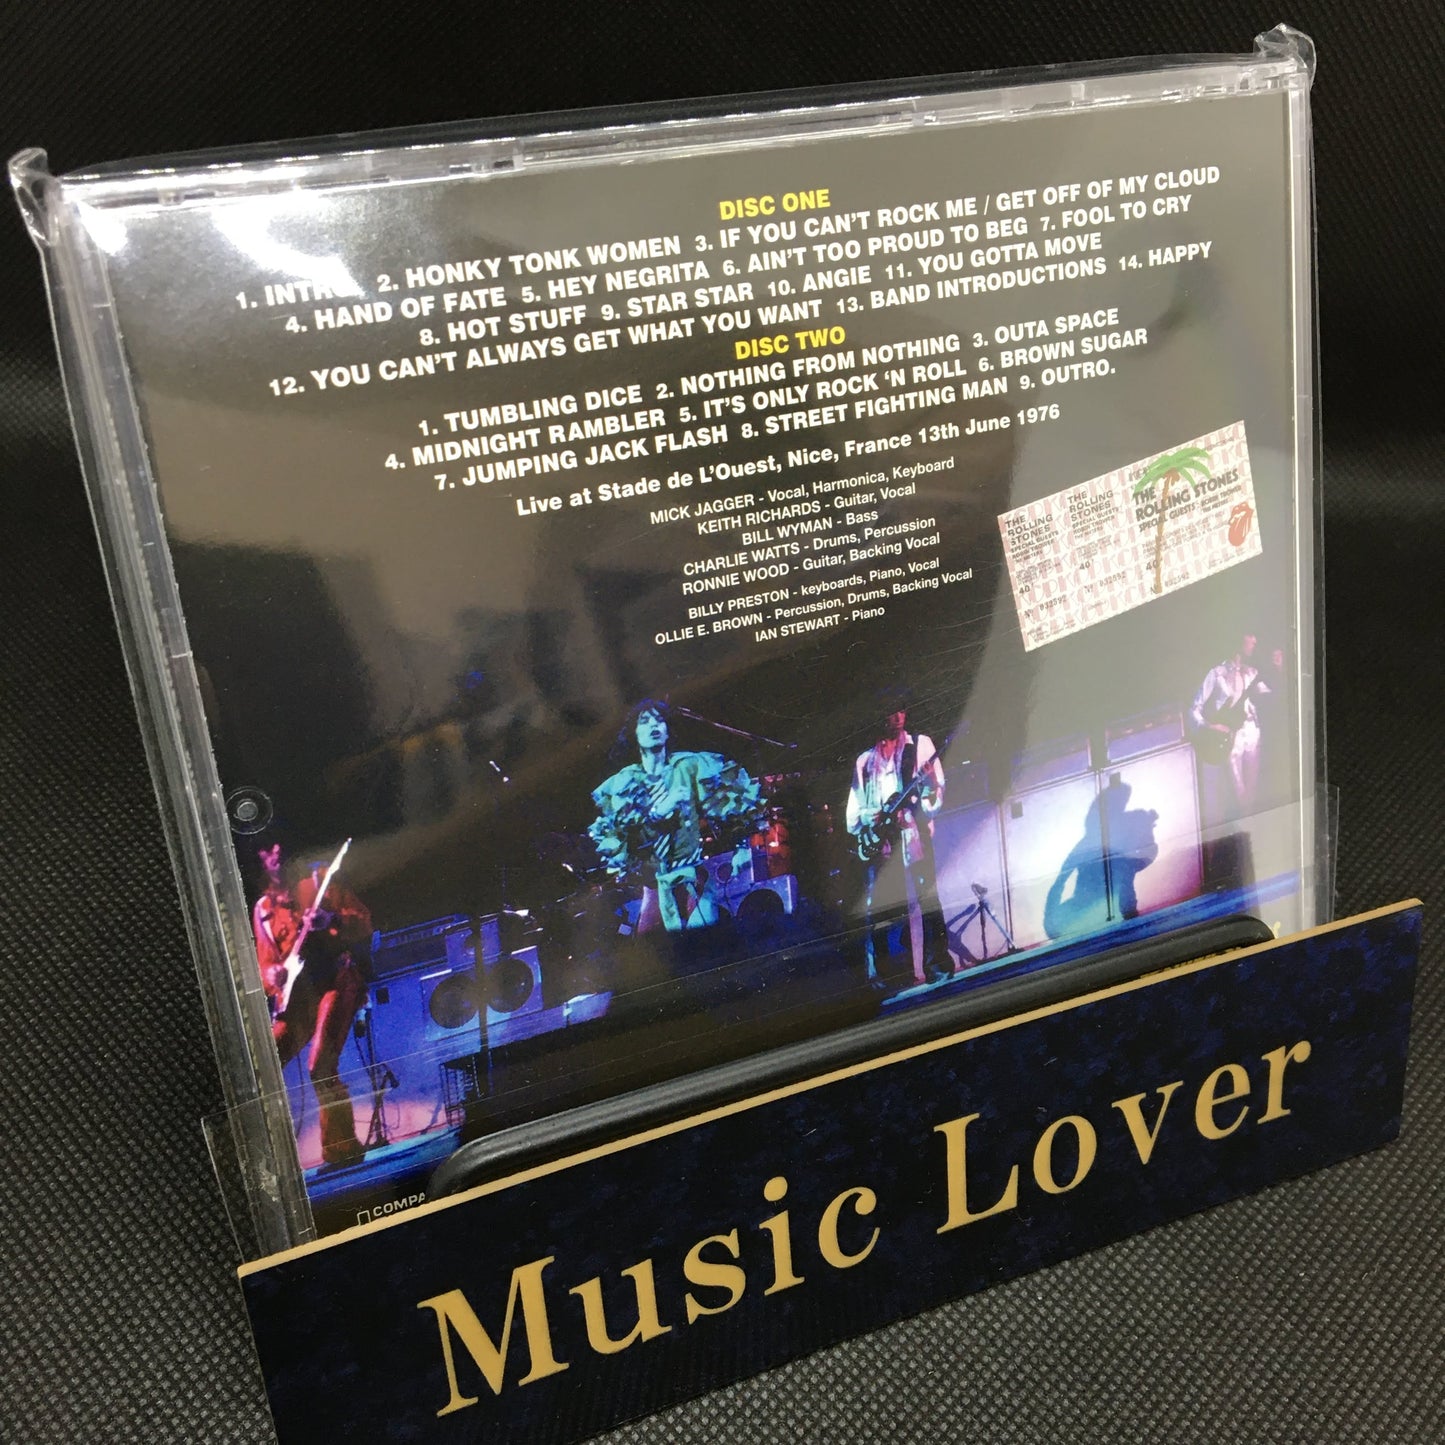 DISC ONE
1. INTRO 2. HONKY TONK WOMEN 3. IF YOU CAN'T ROCK ME / GET OFF OF MY CLOUD
4. HAND OF FATE 5. HEY NEGRITA 6. AIN'T TOO PROUD TO BEG 7. FOOL TO CRY
8. HOT STUFF 9. STAR STAR 10. ANGIE 11. YOU GOTTA MOVE
12. YOU CAN'T ALWAYS GET WHAT YOU WANT 13. BAND INTRODUCTIONS 14. HAPPY
DISC TWO
1. TUMBLING DICE 2. NOTHING FROM NOTHING 3. OUTA SPACE
4. MIDNIGHT RAMBLER 5. IT'S ONLY ROCK 'N ROLL 6. BROWN SUGAR
7. JUMPING JACK FLASH 8. STREET FIGHTING MAN 9. OUTRO.
Live at Stade de L'Ouest, Nice, France 13th June 1976
MICK JAGGER - Vocal, Harmonica, Keyboard
KEITH RICHARDS - Guitar, Vocal
BILL WYMAN - Bass
CHARLIE WATTS - Drums, Percussion
RONNIE WOOD - Guitar, Backing Vocal
BILLY PRESTON - keyboards, Piano, Vocal
OLLIE E. BROWN - Percussion, Drums, Backing Vocal
IAN STEWART - Piano
THE ROLLING STONES
THE ROLLING STONES
THE ROLLING STONES
SPECIAL GUESTS
COMPA
Music Lover